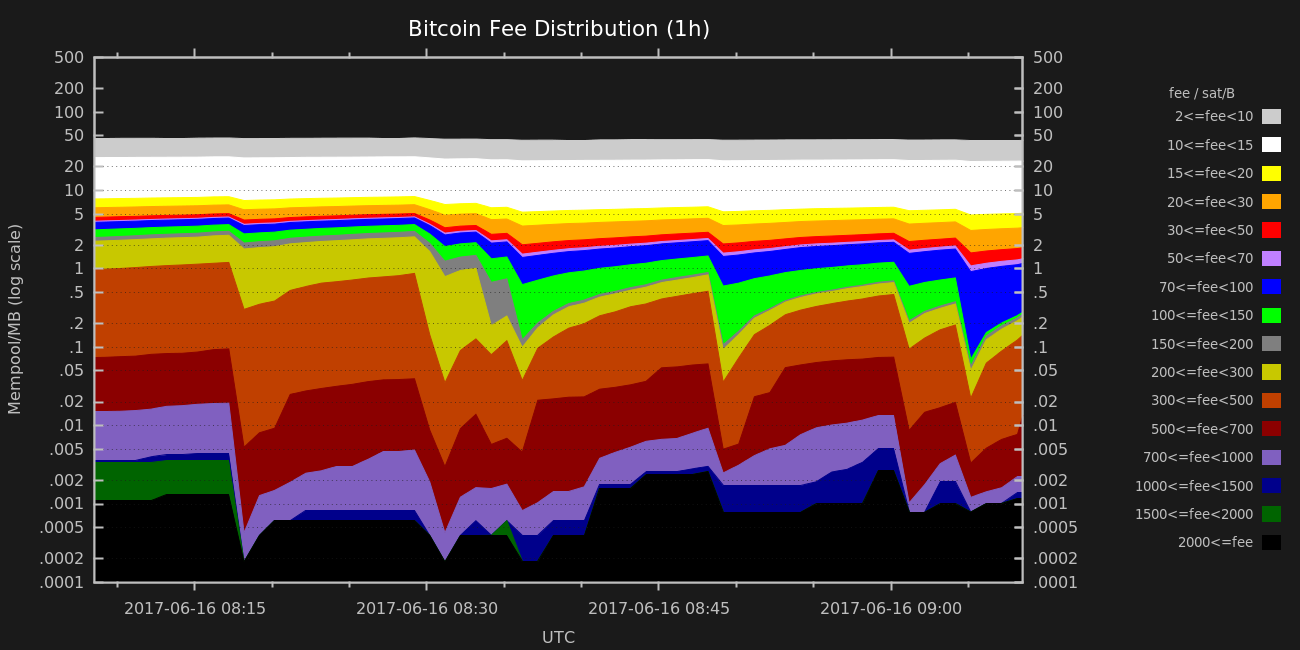 Bitcoin Fee Distribution (1h)
500 500
200 200
100 100
50 50
20 20
10 10
5 5
2 2
1 1
.5 .5
.2 .2
.1 .1
.05 .05
.02 .02
.01 .01
.005 .005
.002 .002
.001 .001
.0005 .0005
.0002 .0002
.0001 .0001
Mempool/MB (log scale)
2017-06-16 08:15 2017-06-16 08:30 2017-06-16 08:45 2017-06-16 09:00
UTC
fee / sat/B
2<=fee<10
10<=fee<15
15<=fee<20
20<=fee<30
30<=fee<50
50<=fee<70
70<=fee<100
100<=fee<150
150<=fee<200
200<=fee<300
300<=fee<500
500<=fee<700
700<=fee<1000
1000<=fee<1500
1500<=fee<2000
2000<=fee